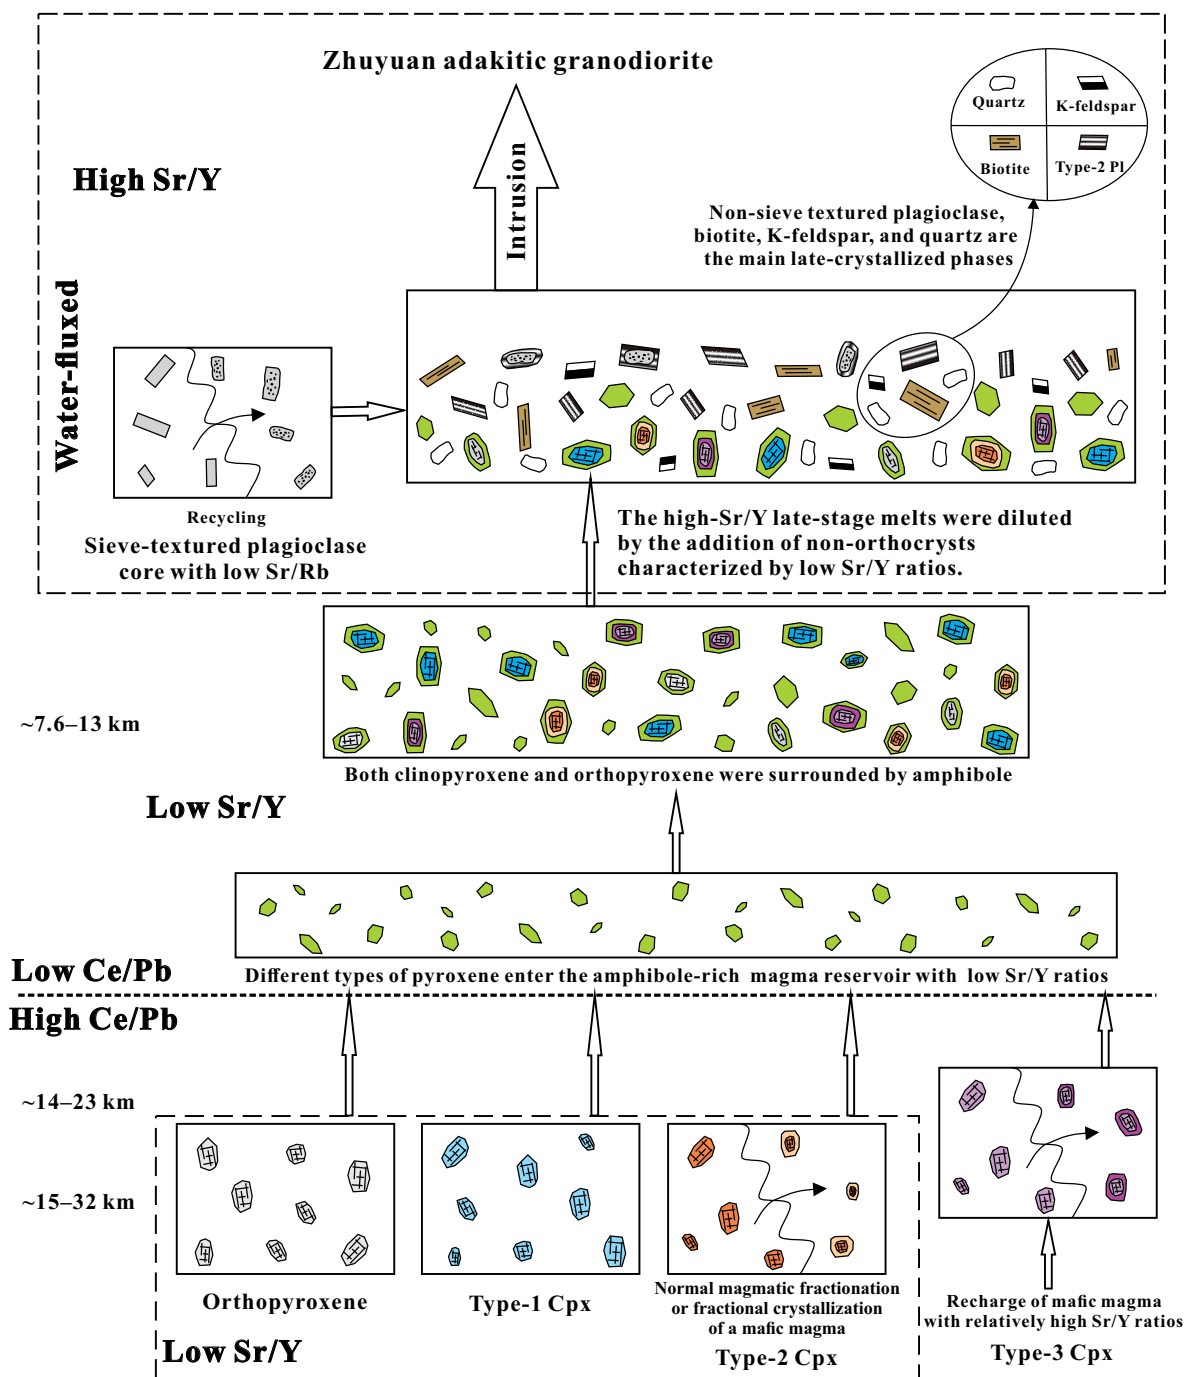 Zhuyuan adakitic granodiorite
Quartz
K-feldspar
Biotite
Type-2 Pl
High Sr/Y
Intrusion
Non-sieve textured plagioclase,
biotite, K-feldspar, and quartz are
the main late-crystallized phases
Water-fluxed
Recycling
Sieve-textured plagioclase
core with low Sr/Rb
The high-Sr/Y late-stage melts were diluted
by the addition of non-orthocrysts
characterized by low Sr/Y ratios.
~7.6–13 km
Both clinopyroxene and orthopyroxene were surrounded by amphibole
Low Sr/Y
Low Ce/Pb
Different types of pyroxene enter the amphibole-rich magma reservoir with low Sr/Y ratios
High Ce/Pb
~14–23 km
~15–32 km
Orthopyroxene
Type-1 Cpx
Normal magmatic fractionation
or fractional crystallization
of a mafic magma
Type-2 Cpx
Recharge of mafic magma
with relatively high Sr/Y ratios
Type-3 Cpx
Low Sr/Y